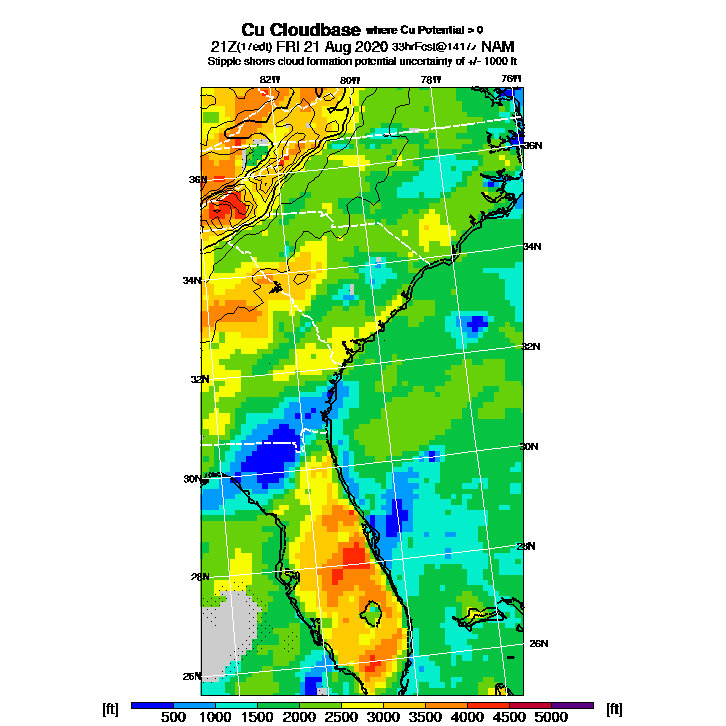 Cu Cloudbase where Cu Potential > 0
21Z(17edt) FRI 21 Aug 2020 33hrFcst@1417z NAM
Stipple shows cloud formation potential uncertainty of +/- 1000 ft
82W 80W 78W 76W
36N
36N
34N
34N
32N
32N
30N
30N
28N
28N
26N
26N
[ft] 500 1000 1500 2000 2500 3000 3500 4000 4500 5000 [ft]